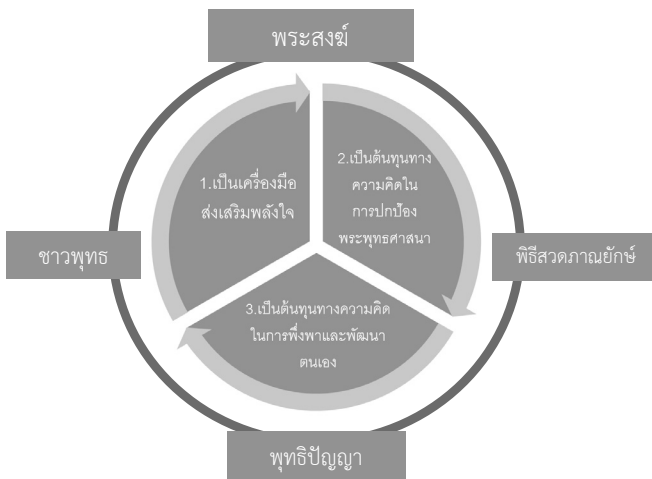 พระสงฆ์
1.เป็นเครื่องมือ
ส่งเสริมพลังใจ
2.เป็นต้นทุนทาง
ความคิดใน
การปกป้อง
พระพุทธศาสนา
ชาวพุทธ
พิธีสวดภาณยักษ์
3.เป็นต้นทุนทางความคิด
ในการพึ่งพาและพัฒนา
ตนเอง
พุทธิปัญญา